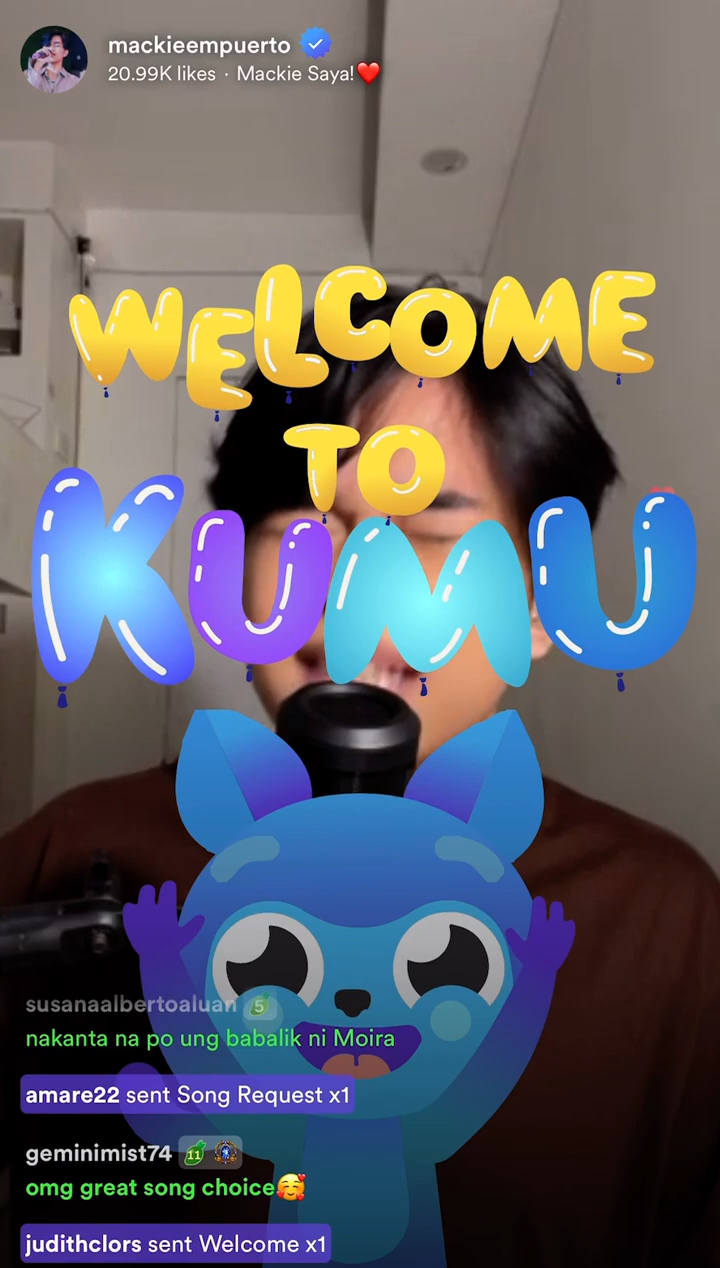 mackieempuerto
20.99K likes · Mackie Saya!❤️
WELCOME
TO
KUMU
susanaalbertoaluan 5
nakanta na po ung babalik ni Moira
amare22 sent Song Request x1
geminimist74 11
omg great song choice🥰
judithclors sent Welcome x1